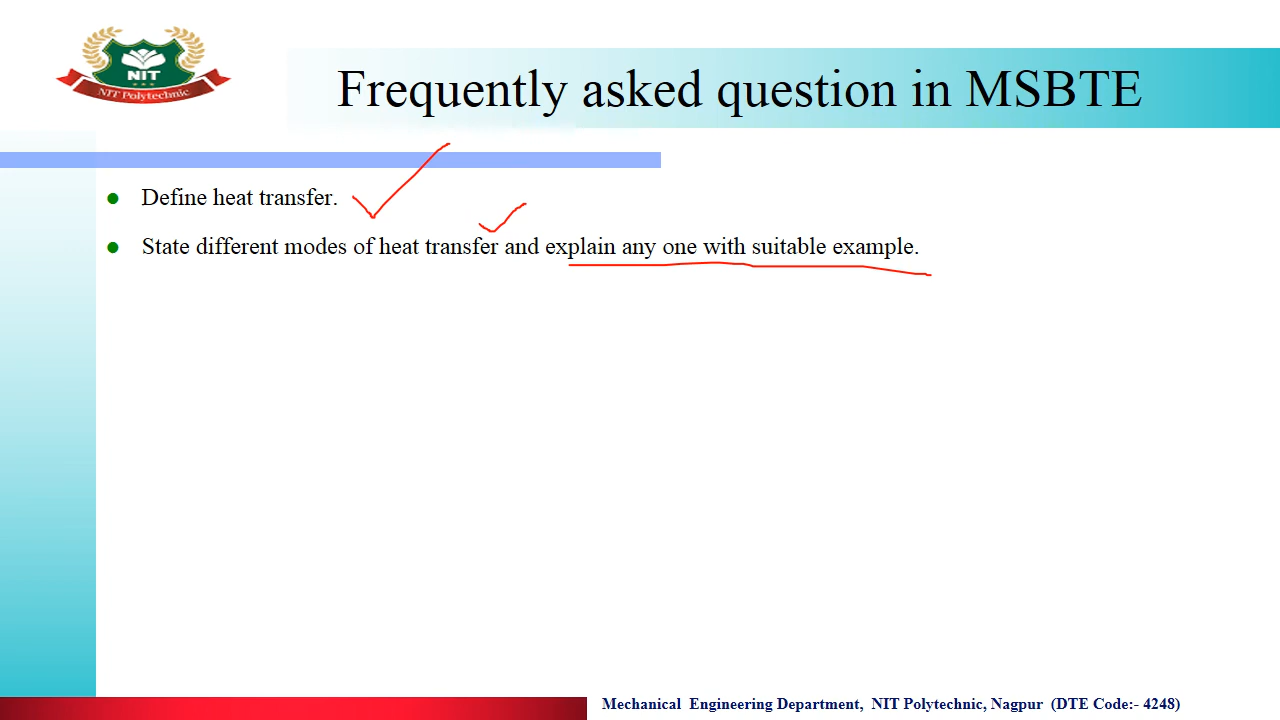 NIT
NIT Polytechnic
Frequently asked question in MSBTE
Define heat transfer.
State different modes of heat transfer and explain any one with suitable example.
Mechanical Engineering Department, NIT Polytechnic, Nagpur (DTE Code:- 4248)